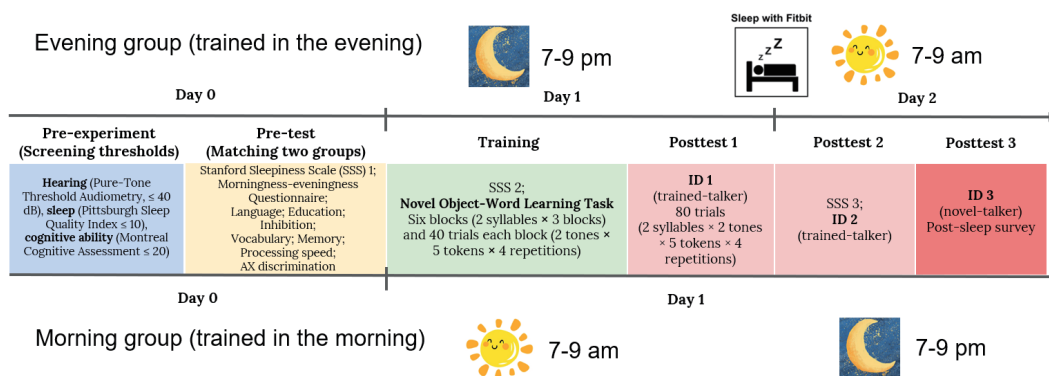 Evening group (trained in the evening)
7-9 pm
Sleep with Fitbit
z z Z Z
7-9 am
Day 0
Day 1
Day 2
Pre-experiment
(Screening thresholds)
Hearing (Pure-Tone
Threshold Audiometry, ≤ 40
dB), sleep (Pittsburgh Sleep
Quality Index ≤ 10),
cognitive ability (Montreal
Cognitive Assessment ≤ 20)
Pre-test
(Matching two groups)
Stanford Sleepiness Scale (SSS) 1;
Morningness-eveningness
Questionnaire;
Language; Education;
Inhibition;
Vocabulary; Memory;
Processing speed;
AX discrimination
Training
SSS 2;
Novel Object-Word Learning Task
Six blocks (2 syllables × 3 blocks)
and 40 trials each block (2 tones ×
5 tokens × 4 repetitions)
Posttest 1
ID 1
(trained-talker)
80 trials
(2 syllables × 2 tones
× 5 tokens × 4
repetitions)
Posttest 2
SSS 3;
ID 2
(trained-talker)
Posttest 3
ID 3
(novel-talker)
Post-sleep survey
Day 0
Day 1
Morning group (trained in the morning)
7-9 am
7-9 pm